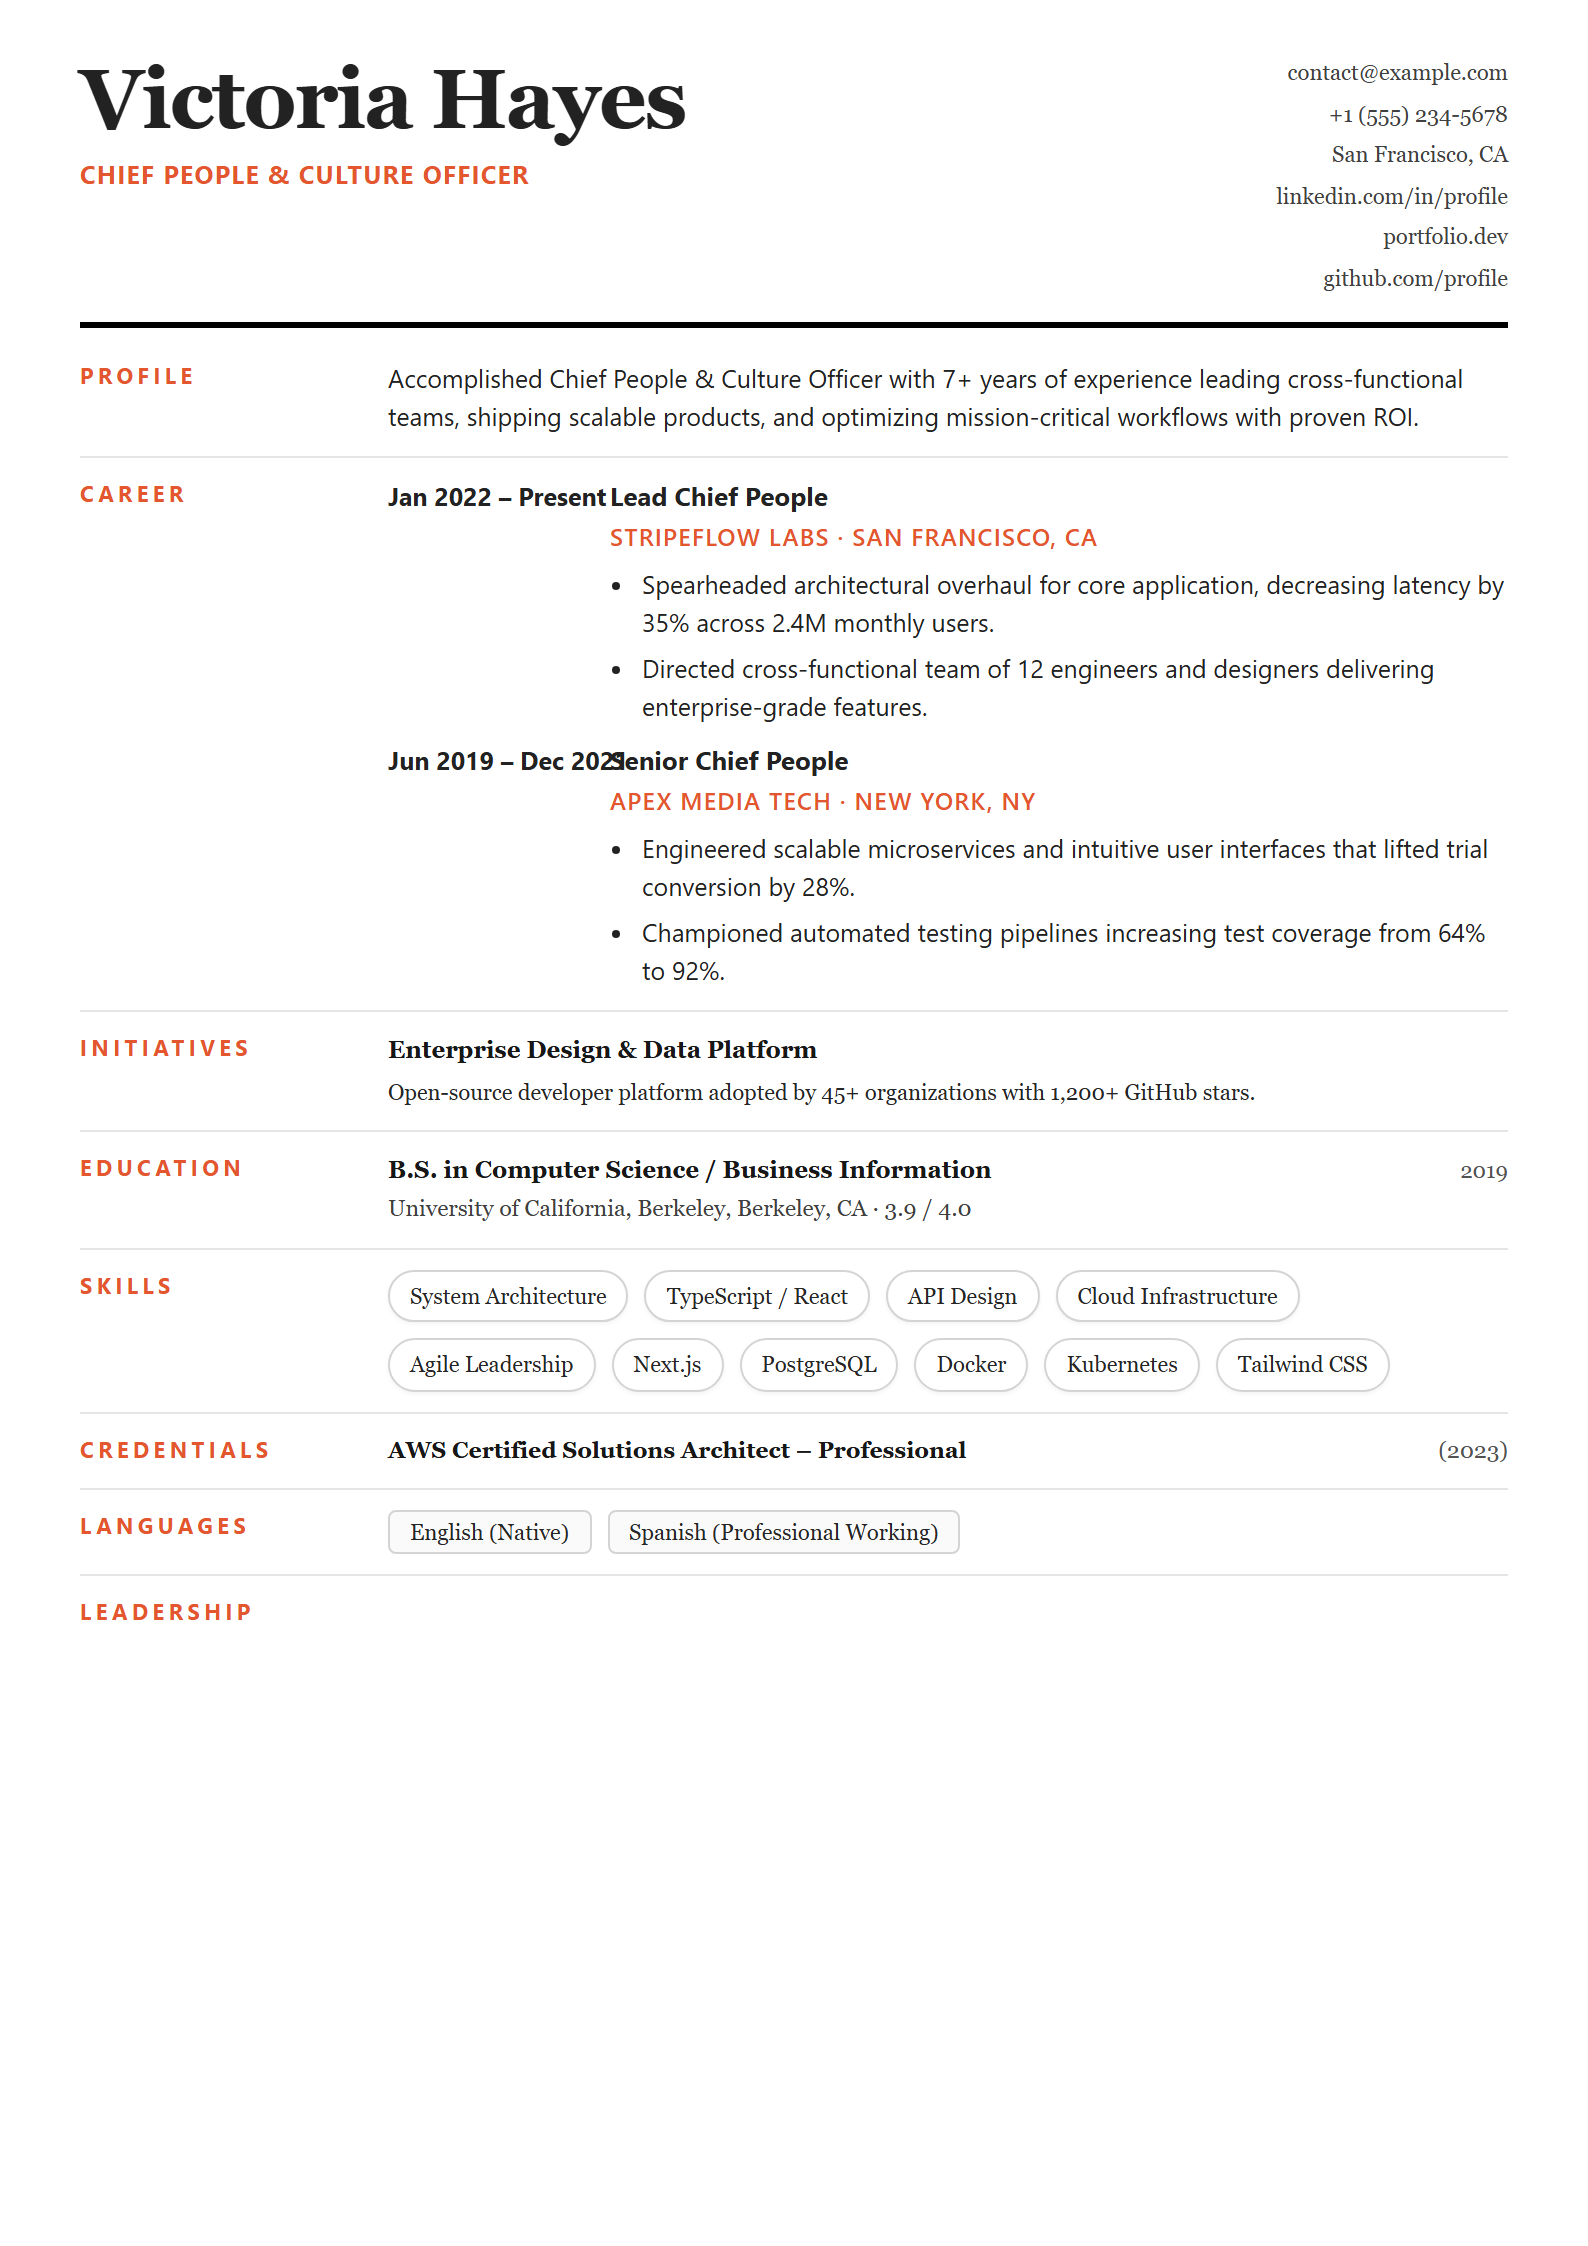 Victoria Hayes
CHIEF PEOPLE & CULTURE OFFICER
contact@example.com
+1 (555) 234-5678
San Francisco, CA
linkedin.com/in/profile
portfolio.dev
github.com/profile
PROFILE
Accomplished Chief People & Culture Officer with 7+ years of experience leading cross-functional
teams, shipping scalable products, and optimizing mission-critical workflows with proven ROI.
CAREER
Jan 2022 – Present Lead Chief People
STRIPEFLOW LABS · SAN FRANCISCO, CA
• Spearheaded architectural overhaul for core application, decreasing latency by
35% across 2.4M monthly users.
• Directed cross-functional team of 12 engineers and designers delivering
enterprise-grade features.
Jun 2019 – Dec 2021 Senior Chief People
APEX MEDIA TECH · NEW YORK, NY
• Engineered scalable microservices and intuitive user interfaces that lifted trial
conversion by 28%.
• Championed automated testing pipelines increasing test coverage from 64%
to 92%.
INITIATIVES
Enterprise Design & Data Platform
Open-source developer platform adopted by 45+ organizations with 1,200+ GitHub stars.
EDUCATION
B.S. in Computer Science / Business Information 2019
University of California, Berkeley, Berkeley, CA · 3.9 / 4.0
SKILLS
System Architecture TypeScript / React API Design Cloud Infrastructure
Agile Leadership Next.js PostgreSQL Docker Kubernetes Tailwind CSS
CREDENTIALS
AWS Certified Solutions Architect – Professional (2023)
LANGUAGES
English (Native) Spanish (Professional Working)
LEADERSHIP